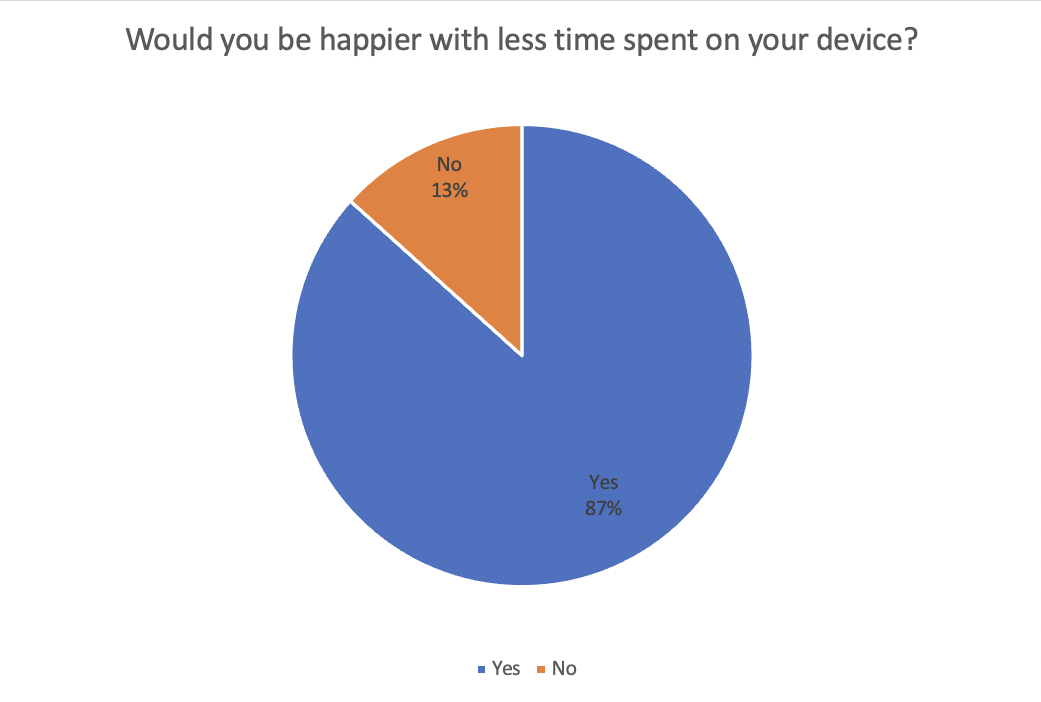 Would you be happier with less time spent on your device?
No
13%
Yes
87%
Yes No